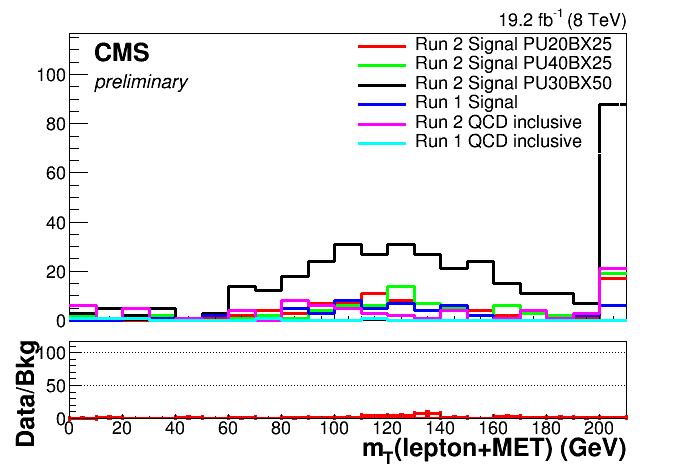 19.2 fb-1 (8 TeV)
CMS
preliminary
Run 2 Signal PU20BX25
Run 2 Signal PU40BX25
Run 2 Signal PU30BX50
Run 1 Signal
Run 2 QCD inclusive
Run 1 QCD inclusive
100
80
60
40
20
0
Data/Bkg
100
50
0
0 20 40 60 80 100 120 140 160 180 200
mT(lepton+MET) (GeV)